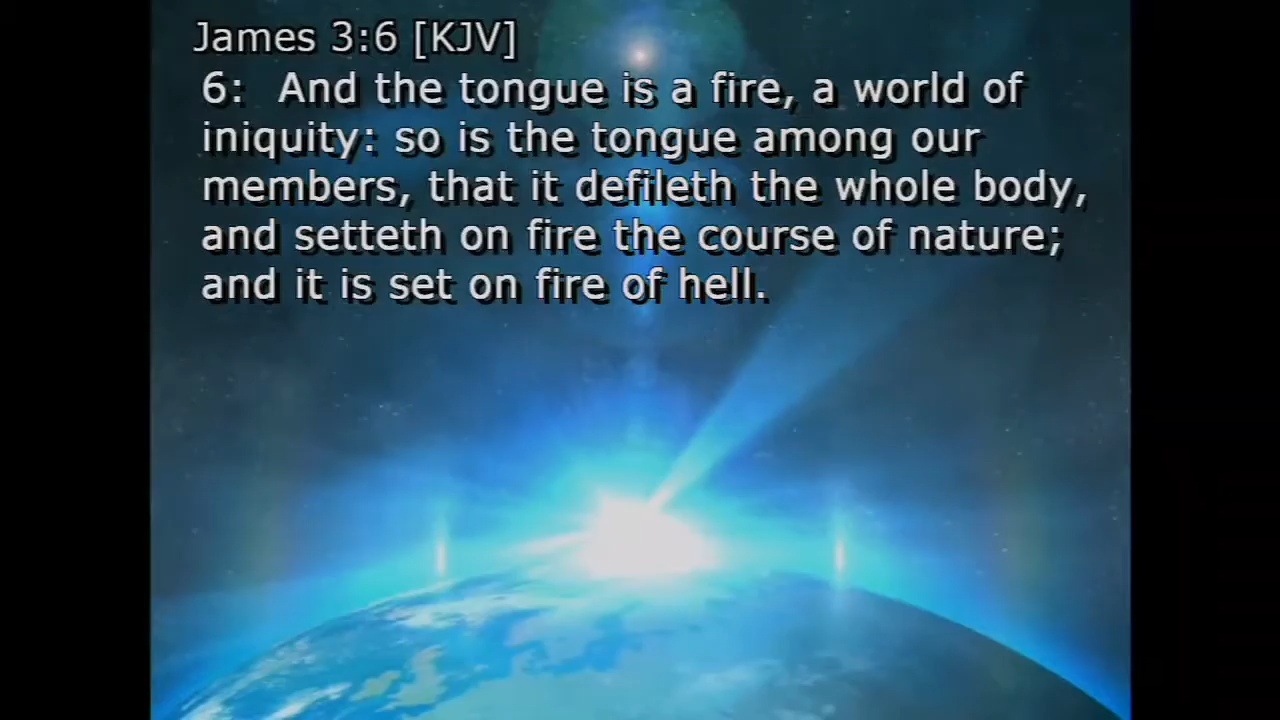 James 3:6 [KJV]
6: And the tongue is a fire, a world of
iniquity: so is the tongue among our
members, that it defileth the whole body,
and setteth on fire the course of nature;
and it is set on fire of hell.